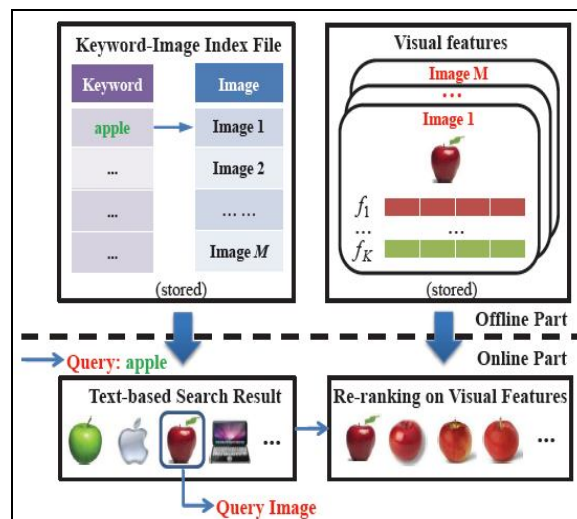 Keyword-Image Index File
Keyword
Image
apple
Image 1
...
Image 2
...
... ...
...
Image M
(stored)
Visual features
Image M
...
Image 1
f1
...
...
fK
(stored)
Offline Part
Online Part
Query: apple
Text-based Search Result
...
Query Image
Re-ranking on Visual Features
...